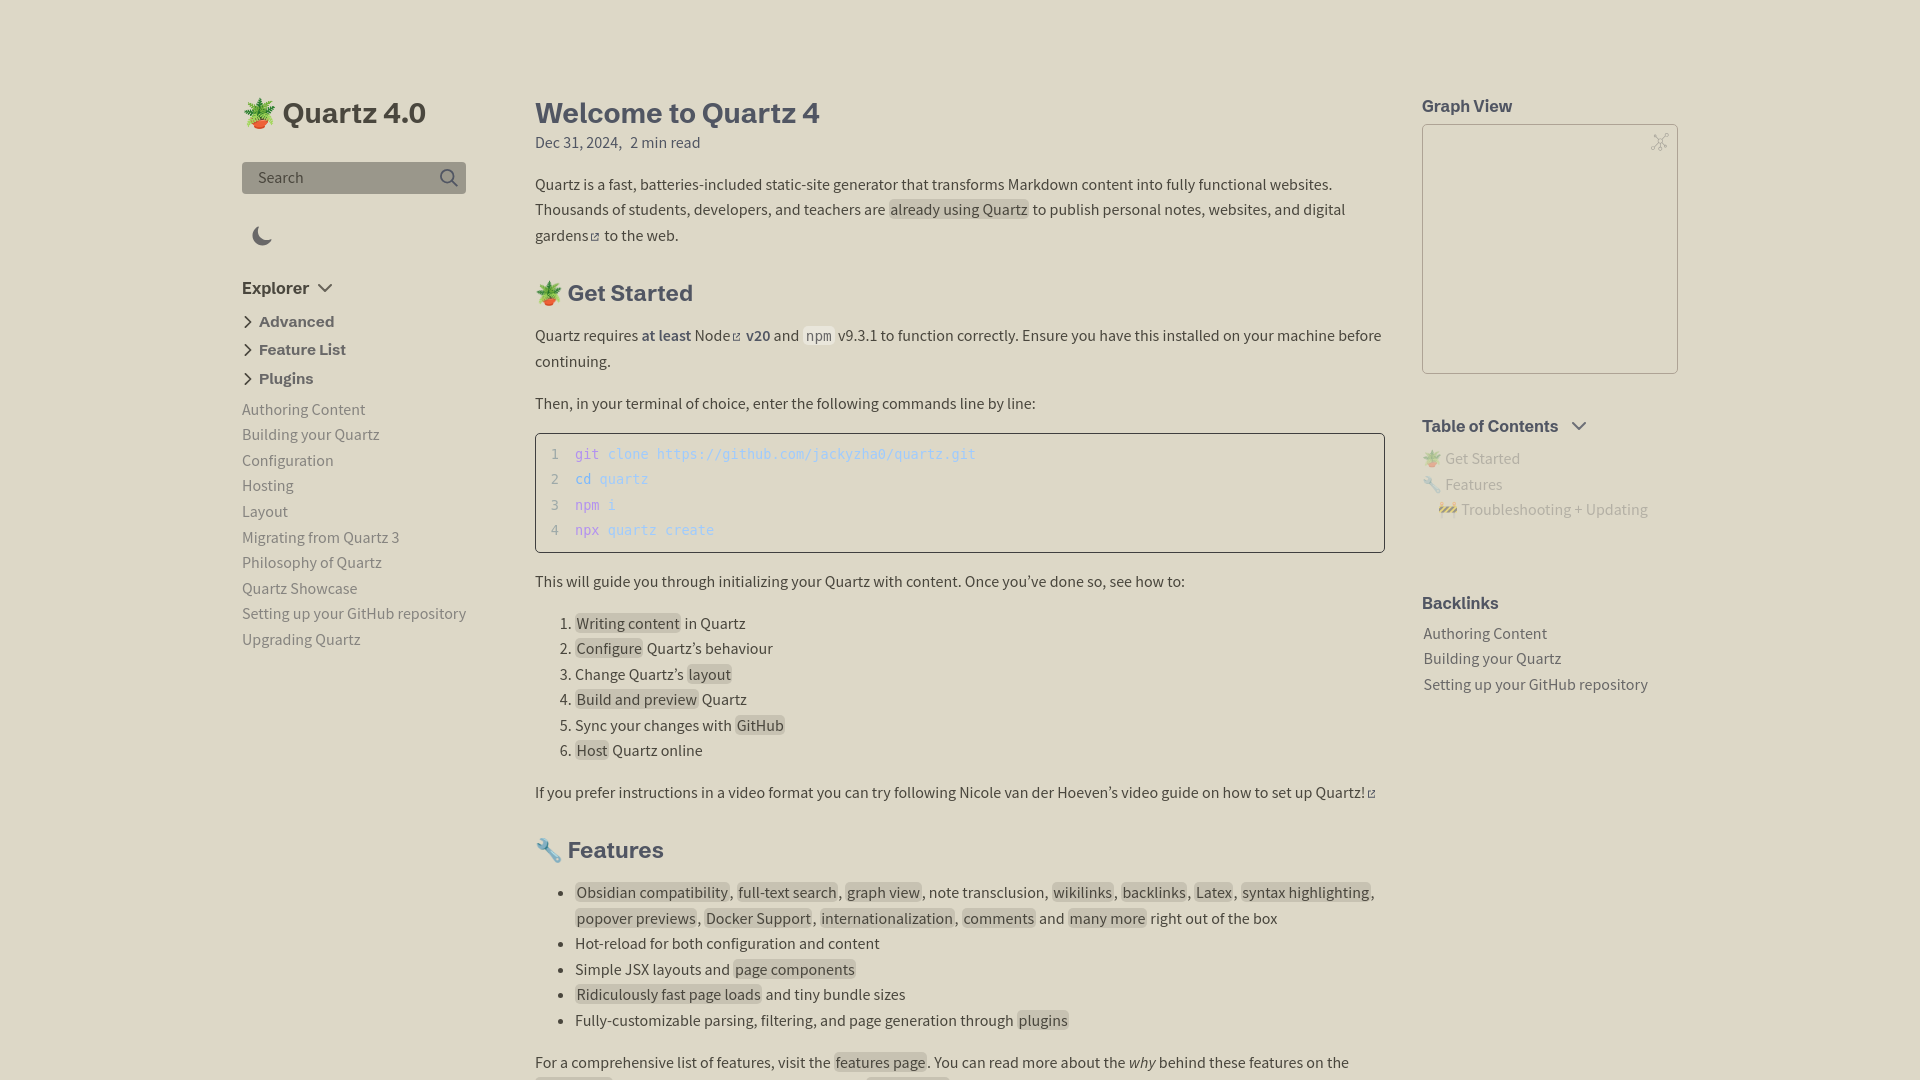 🪴 Quartz 4.0
Search
Explorer
Advanced
Feature List
Plugins
Authoring Content
Building your Quartz
Configuration
Hosting
Layout
Migrating from Quartz 3
Philosophy of Quartz
Quartz Showcase
Setting up your GitHub repository
Upgrading Quartz
Welcome to Quartz 4
Dec 31, 2024, 2 min read
Quartz is a fast, batteries-included static-site generator that transforms Markdown content into fully functional websites.
Thousands of students, developers, and teachers are already using Quartz to publish personal notes, websites, and digital
gardens to the web.
🪴 Get Started
Quartz requires at least Node v20 and npm v9.3.1 to function correctly. Ensure you have this installed on your machine before
continuing.
Then, in your terminal of choice, enter the following commands line by line:
1 git clone https://github.com/jackyzha0/quartz.git
2 cd quartz
3 npm i
4 npx quartz create
This will guide you through initializing your Quartz with content. Once you’ve done so, see how to:
1. Writing content in Quartz
2. Configure Quartz’s behaviour
3. Change Quartz’s layout
4. Build and preview Quartz
5. Sync your changes with GitHub
6. Host Quartz online
If you prefer instructions in a video format you can try following Nicole van der Hoeven’s video guide on how to set up Quartz!
🔧 Features
• Obsidian compatibility, full-text search, graph view, note transclusion, wikilinks, backlinks, Latex, syntax highlighting,
popover previews, Docker Support, internationalization, comments and many more right out of the box
• Hot-reload for both configuration and content
• Simple JSX layouts and page components
• Ridiculously fast page loads and tiny bundle sizes
• Fully-customizable parsing, filtering, and page generation through plugins
For a comprehensive list of features, visit the features page. You can read more about the why behind these features on the
Graph View
Table of Contents
🪴 Get Started
🔧 Features
🚧 Troubleshooting + Updating
Backlinks
Authoring Content
Building your Quartz
Setting up your GitHub repository